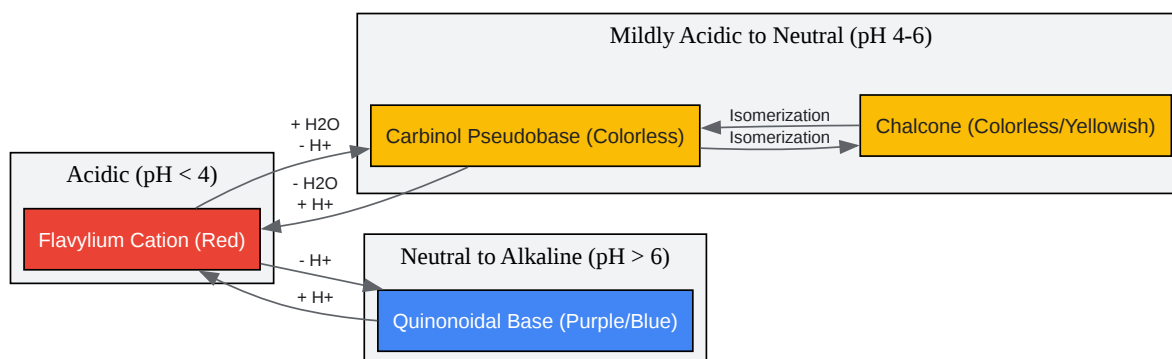 Mildly Acidic to Neutral (pH 4-6)
Isomerization
Isomerization
Carbinol Pseudobase (Colorless)
Chalcone (Colorless/Yellowish)
+ H2O
- H+
Acidic (pH < 4)
- H2O
+ H+
Flavylium Cation (Red)
Neutral to Alkaline (pH > 6)
- H+
+ H+
Quinonoidal Base (Purple/Blue)